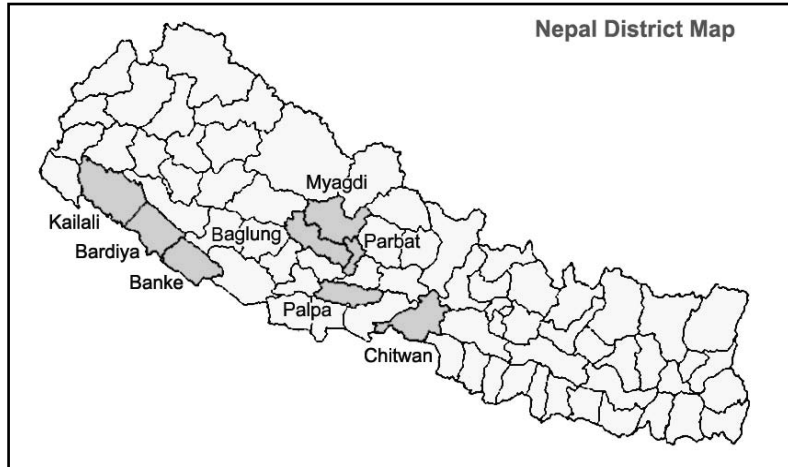 Nepal District Map
Myagdi
Kailali
Baglung
Parbat
Bardiya
Banke
Palpa
Chitwan